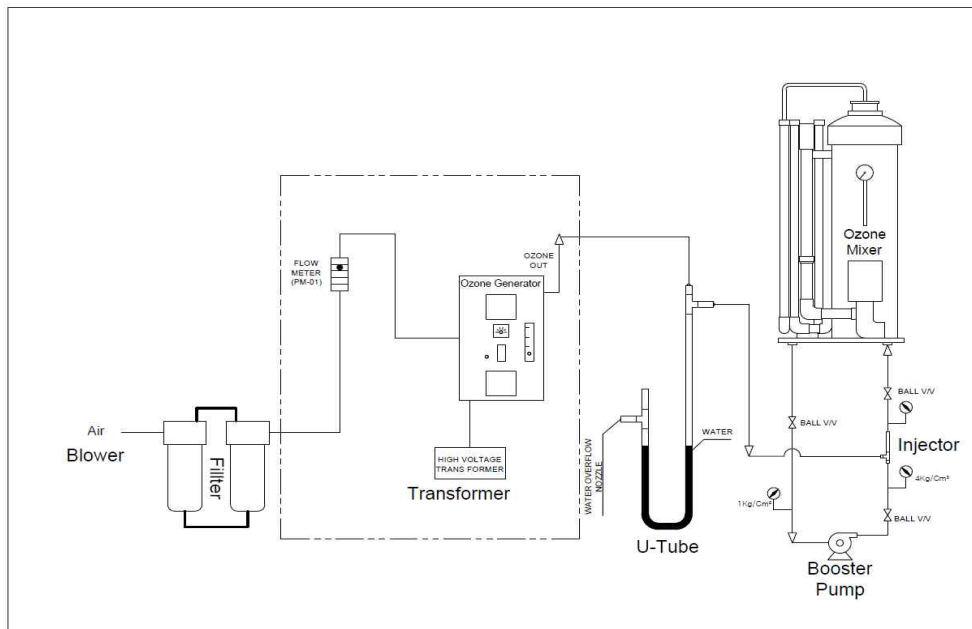 Ozone
Mixer
FLOW
METER
(PM-01)
OZONE
OUT
Ozone Generator
BALL V/V
BALL V/V
Air
Blower
Fillter
HIGH VOLTAGE
TRANS FORMER
Transformer
WATER OVERFLOW
NOZZLE
WATER
Injector
4Kg/Cm²
1Kg/Cm²
BALL V/V
U-Tube
Booster
Pump